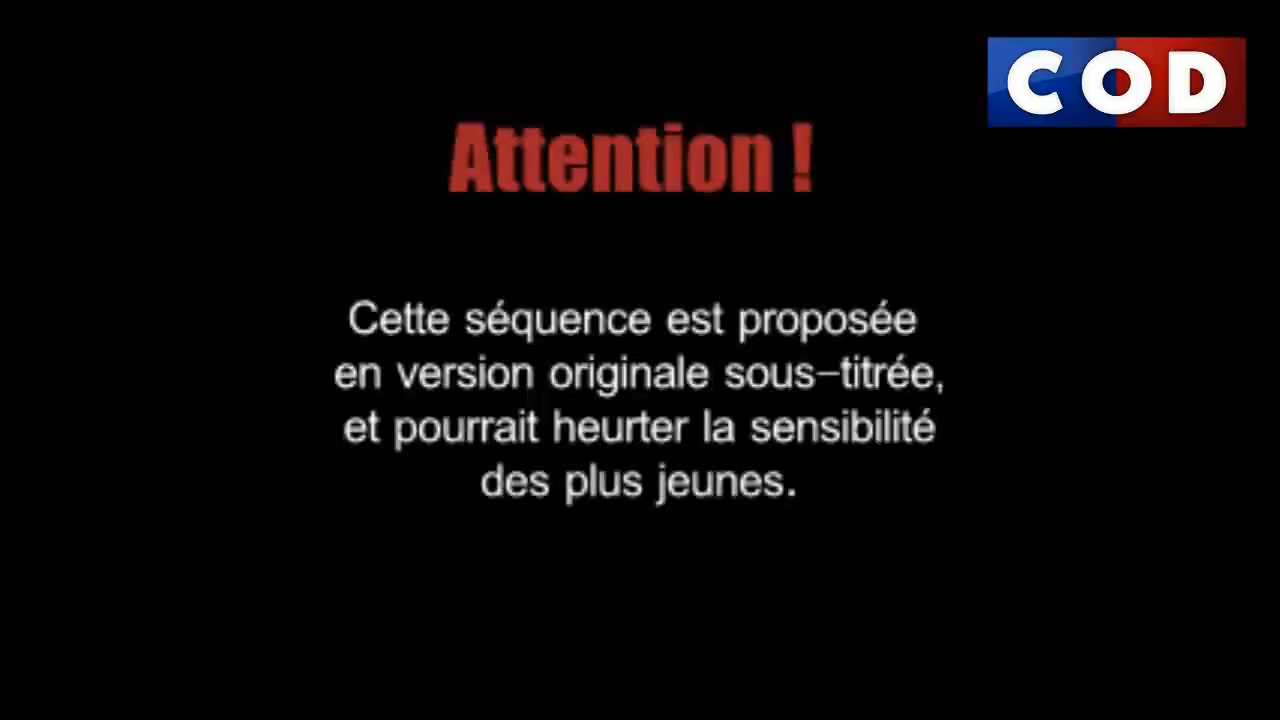 COD
Attention !
Cette séquence est proposée
en version originale sous-titrée,
et pourrait heurter la sensibilité
des plus jeunes.